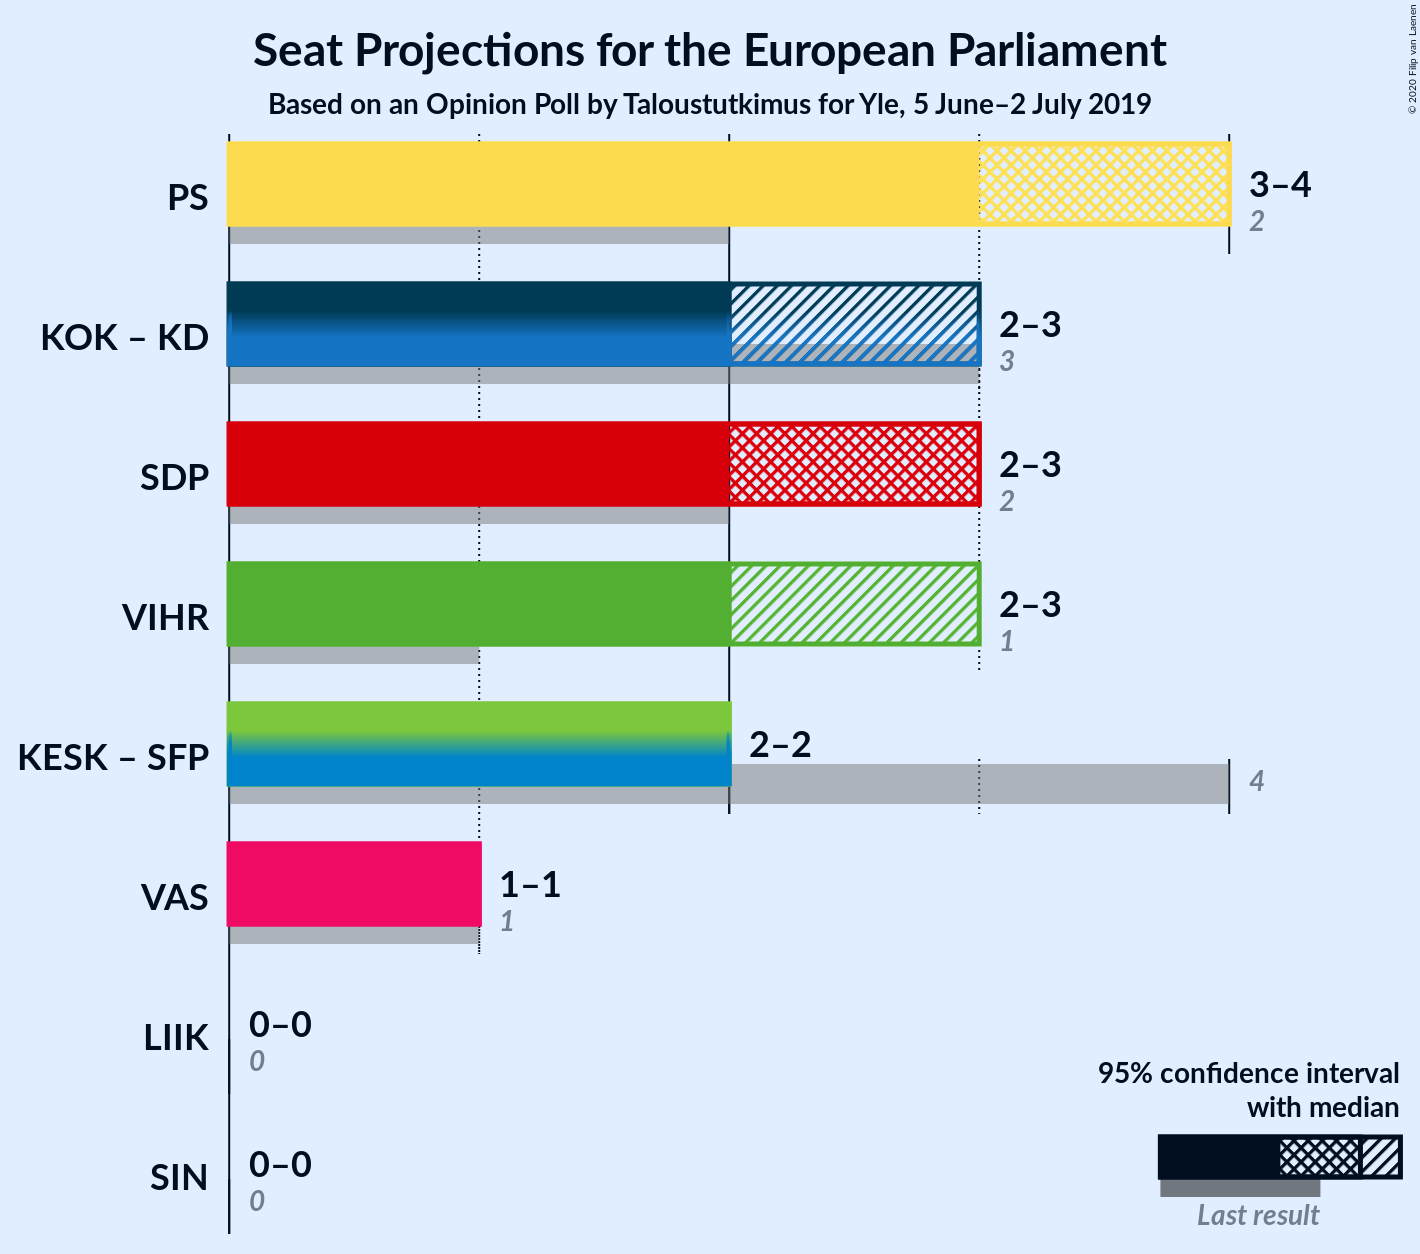 Seat Projections for the European Parliament
Based on an Opinion Poll by Taloustutkimus for Yle, 5 June–2 July 2019
© 2020 Filip van Laenen
PS
3–4
2
KOK – KD
2–3
3
SDP
2–3
2
VIHR
2–3
1
KESK – SFP
2–2
4
VAS
1–1
1
LIIK
0–0
0
SIN
0–0
0
95% confidence interval
with median
Last result